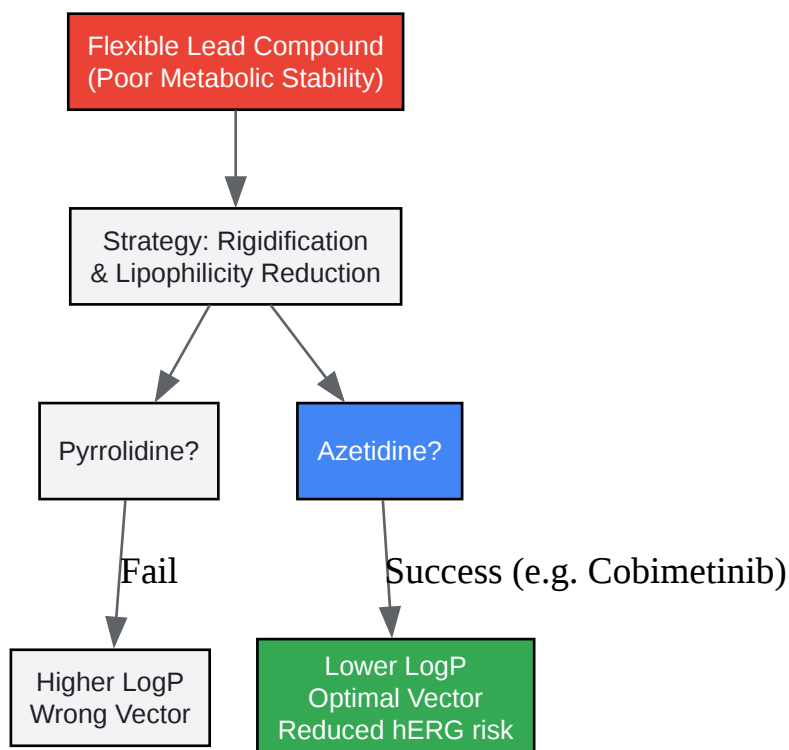 Flexible Lead Compound
(Poor Metabolic Stability)
Strategy: Rigidification
& Lipophilicity Reduction
Pyrrolidine?
Azetidine?
Fail
Success (e.g. Cobimetinib)
Higher LogP
Wrong Vector
Lower LogP
Optimal Vector
Reduced hERG risk